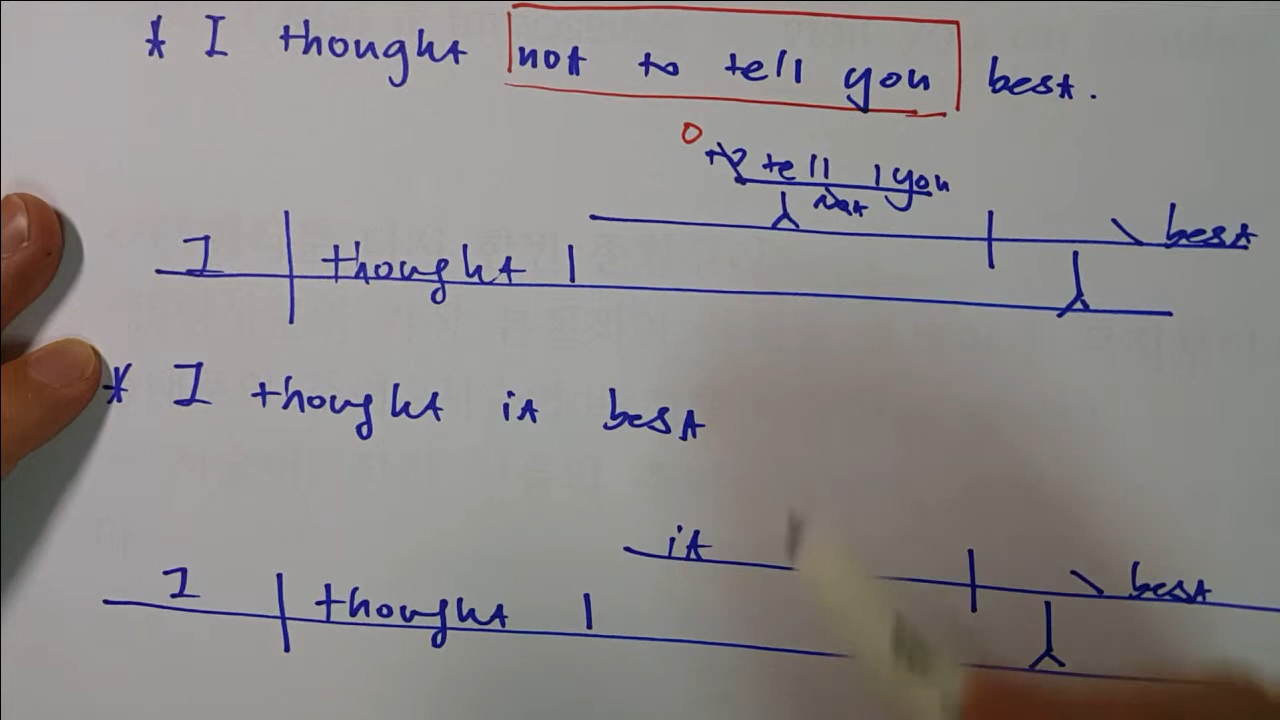 * I thought not to tell you best.
to tell you
not
best
I thought
* I thought it best
it best
I thought